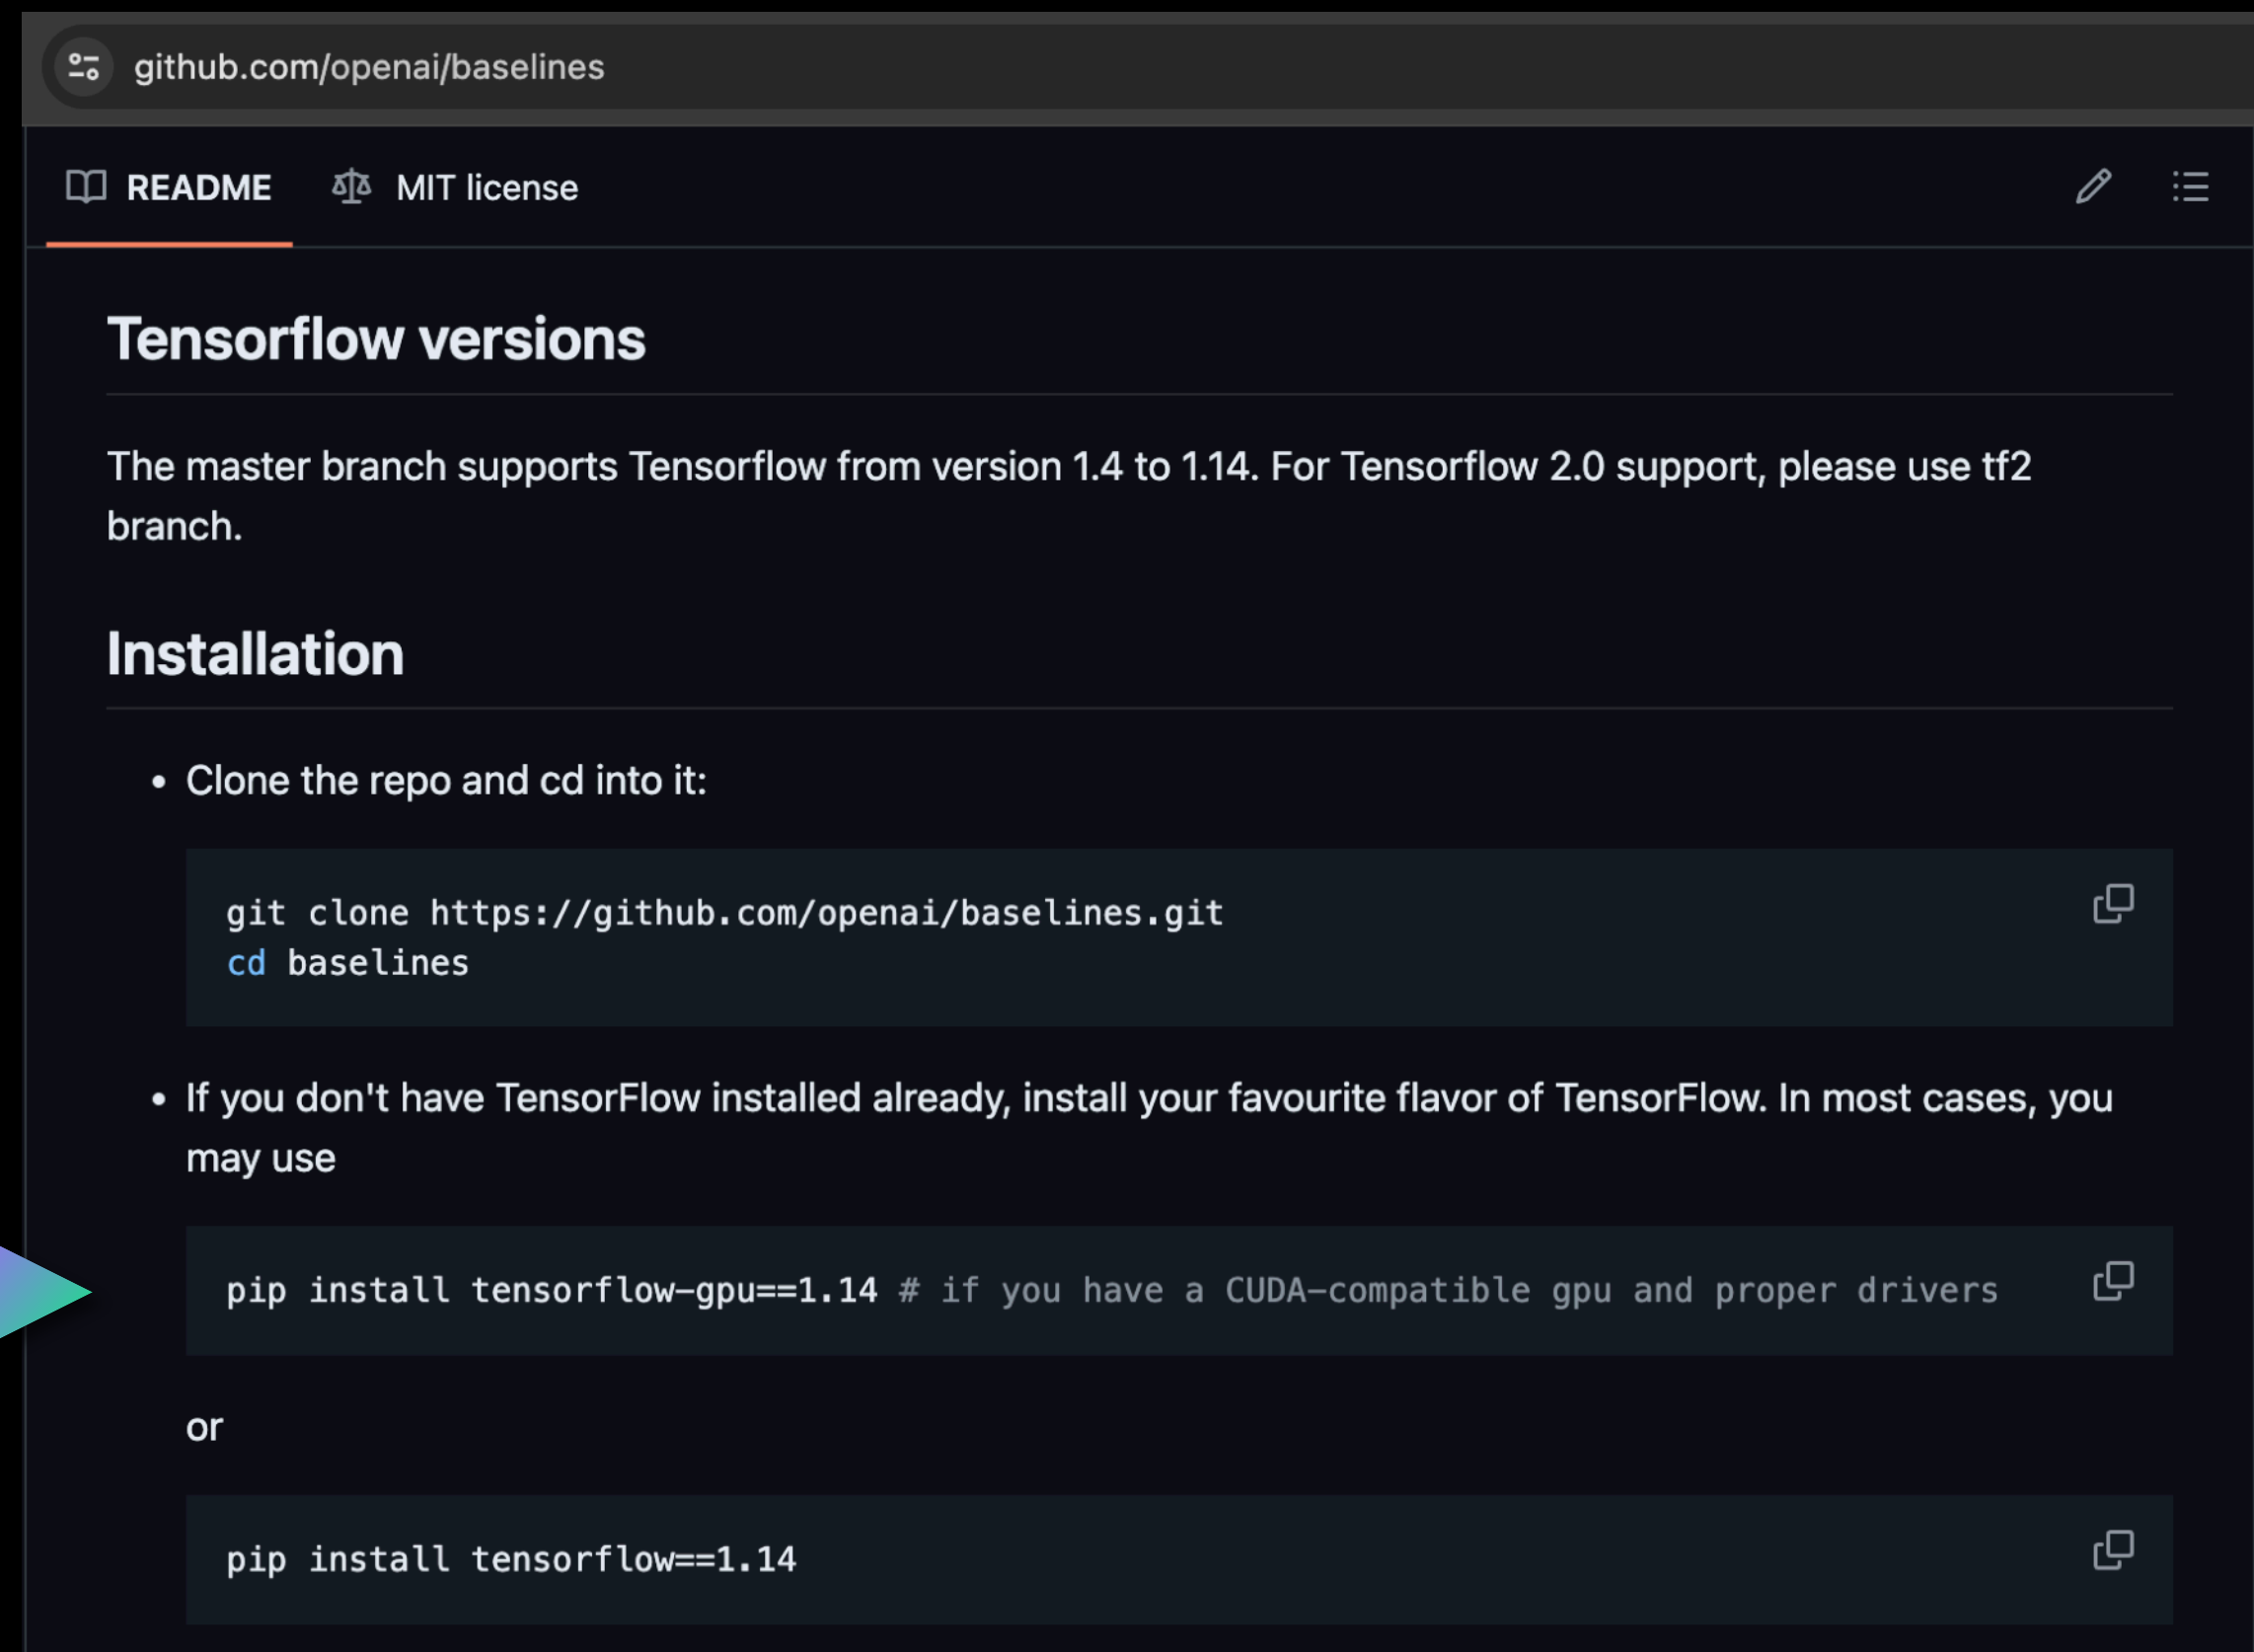 github.com/openai/baselines
README MIT license
Tensorflow versions
The master branch supports Tensorflow from version 1.4 to 1.14. For Tensorflow 2.0 support, please use tf2
branch.
Installation
• Clone the repo and cd into it:
git clone https://github.com/openai/baselines.git
cd baselines
• If you don't have TensorFlow installed already, install your favourite flavor of TensorFlow. In most cases, you
may use
pip install tensorflow-gpu==1.14 # if you have a CUDA-compatible gpu and proper drivers
or
pip install tensorflow==1.14